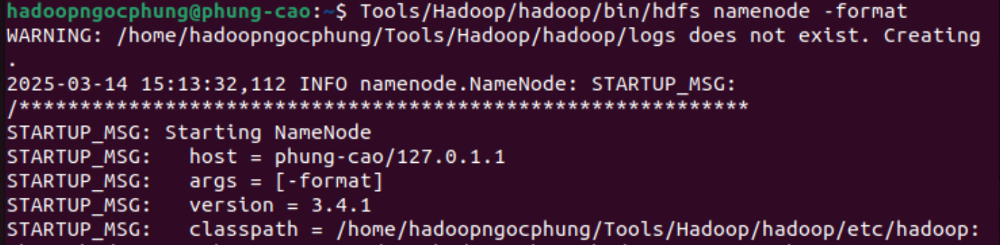 hadoopngocphung@phung-cao:~$ Tools/Hadoop/hadoop/bin/hdfs namenode -format
WARNING: /home/hadoopngocphung/Tools/Hadoop/hadoop/logs does not exist. Creating
.
2025-03-14 15:13:32,112 INFO namenode.NameNode: STARTUP_MSG:
/************************************************************
STARTUP_MSG: Starting NameNode
STARTUP_MSG:   host = phung-cao/127.0.1.1
STARTUP_MSG:   args = [-format]
STARTUP_MSG:   version = 3.4.1
STARTUP_MSG:   classpath = /home/hadoopngocphung/Tools/Hadoop/hadoop/etc/hadoop: